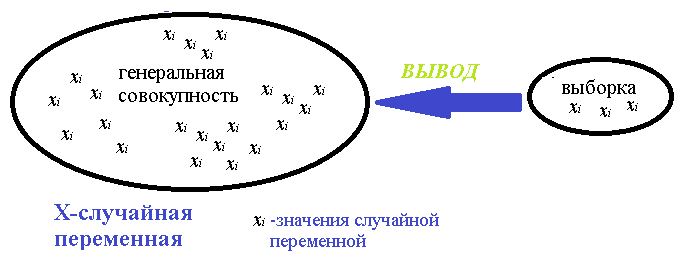 xi xi xi
генеральная
совокупность
xi xi xi
xi xi xi
xi xi xi
xi xi xi
xi xi xi
xi xi xi
xi xi
ВЫВОД
выборка
xi xi xi
X-случайная
переменная
xi -значения случайной
переменной